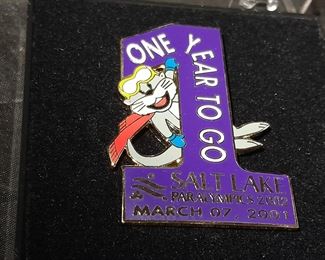 ONE YEAR TO GO
SALT LAKE
PARALYMPICS 2002
MARCH 07, 2001